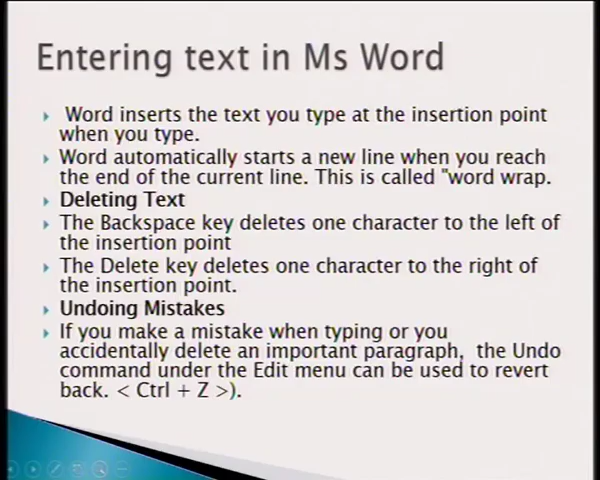 Entering text in Ms Word
Word inserts the text you type at the insertion point
when you type.
Word automatically starts a new line when you reach
the end of the current line. This is called "word wrap.
Deleting Text
The Backspace key deletes one character to the left of
the insertion point
The Delete key deletes one character to the right of
the insertion point.
Undoing Mistakes
If you make a mistake when typing or you
accidentally delete an important paragraph,  the Undo
command under the Edit menu can be used to revert
back. < Ctrl + Z >).